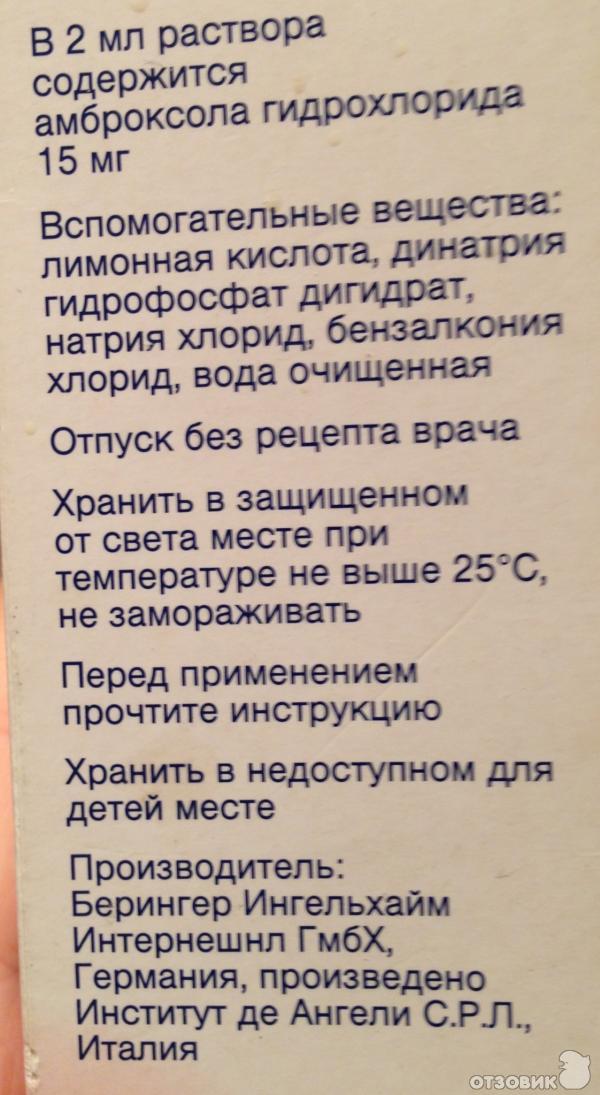 В 2 мл раствора
содержится
амброксола гидрохлорида
15 мг
Вспомогательные вещества:
лимонная кислота, динатрия
гидрофосфат дигидрат,
натрия хлорид, бензалкония
хлорид, вода очищенная
Отпуск без рецепта врача
Хранить в защищенном
от света месте при
температуре не выше 25°С,
не замораживать
Перед применением
прочтите инструкцию
Хранить в недоступном для
детей месте
Производитель:
Берингер Ингельхайм
Интернешнл ГмбХ,
Германия, произведено
Институт де Ангели С.Р.Л.,
Италия
ОТЗОВИК